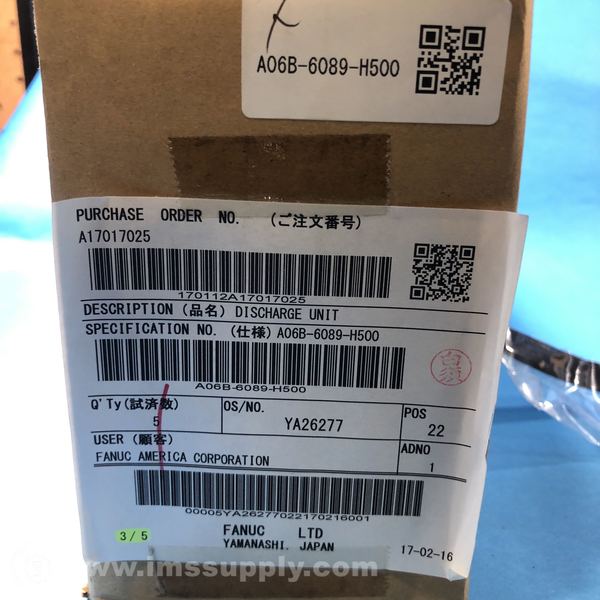 A06B-6089-H500
PURCHASE ORDER NO. (ご注文番号)
A17017025
170112A17017025
DESCRIPTION (品名) DISCHARGE UNIT
SPECIFICATION NO. (仕様) A06B-6089-H500
A06B-6089-H500
白須
Q'Ty(試済数)
5
OS/NO.
YA26277
POS
22
USER (顧客)
FANUC AMERICA CORPORATION
ADNO
1
00005YA26277022170216001
3/5
FANUC LTD
YAMANASHI. JAPAN
17-02-16
www.imssupply.com